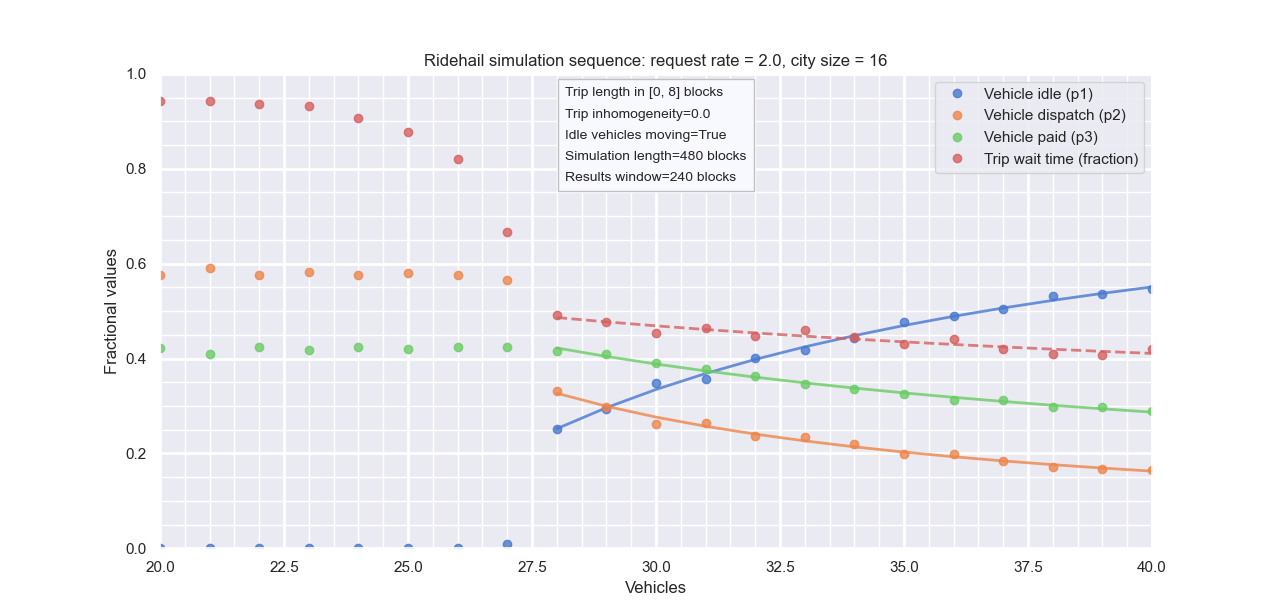 Ridehail simulation sequence: request rate = 2.0, city size = 16
Trip length in [0, 8] blocks
Trip inhomogeneity=0.0
Idle vehicles moving=True
Simulation length=480 blocks
Results window=240 blocks
Vehicle idle (p1)
Vehicle dispatch (p2)
Vehicle paid (p3)
Trip wait time (fraction)
Fractional values
1.0
0.8
0.6
0.4
0.2
0.0
20.0 22.5 25.0 27.5 30.0 32.5 35.0 37.5 40.0
Vehicles